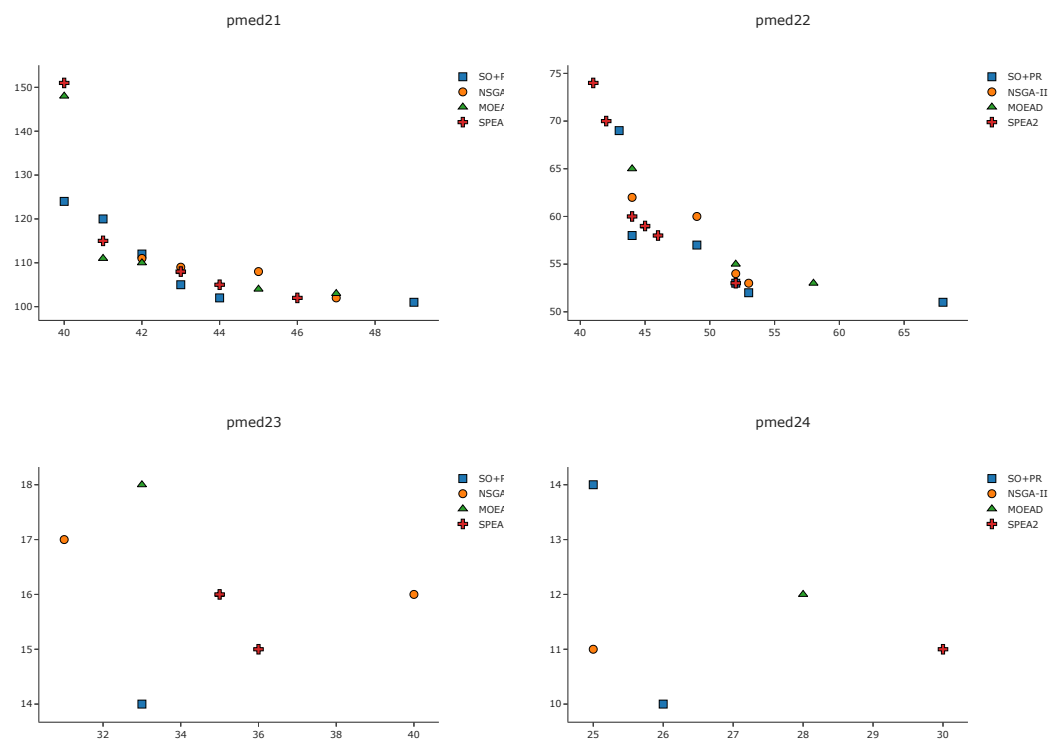 pmed21
pmed22
150
140
130
120
110
100
40
42
44
46
48
SO+F
NSGA
MOEA
SPEA
75
70
65
60
55
50
40
45
50
55
60
65
SO+PR
NSGA-II
MOEAD
SPEA2
pmed23
pmed24
18
17
16
15
14
32
34
36
38
40
SO+F
NSGA
MOEA
SPEA
14
13
12
11
10
25
26
27
28
29
30
SO+PR
NSGA-II
MOEAD
SPEA2